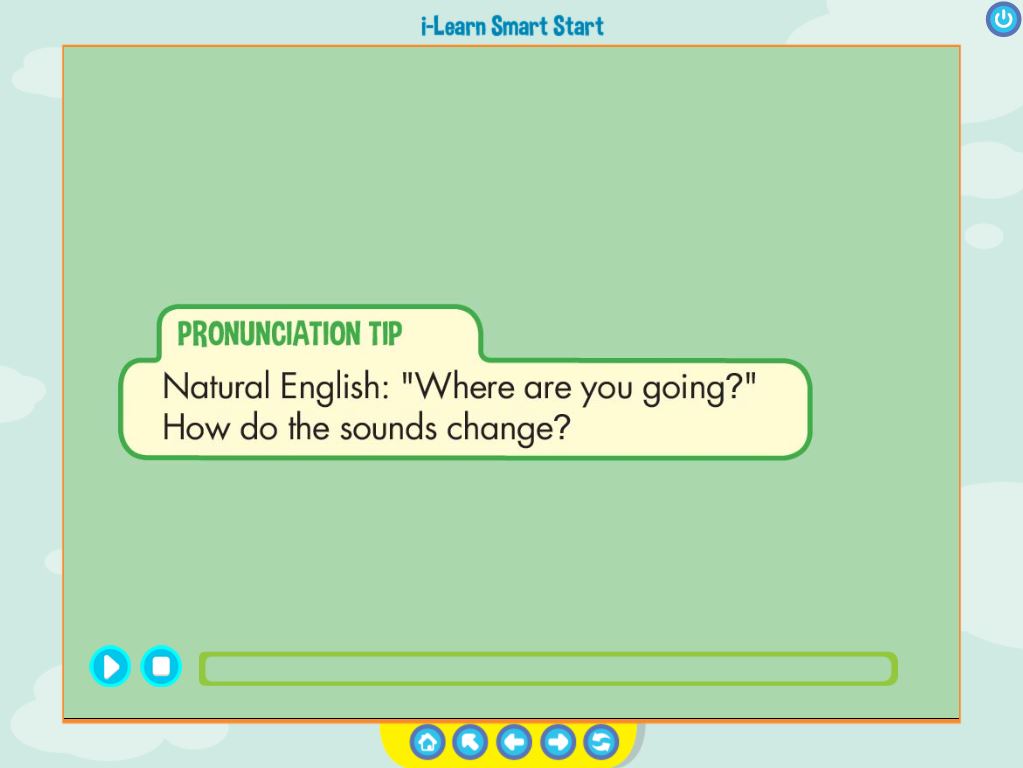 i-Learn Smart Start
PRONUNCIATION TIP
Natural English: "Where are you going?"
How do the sounds change?